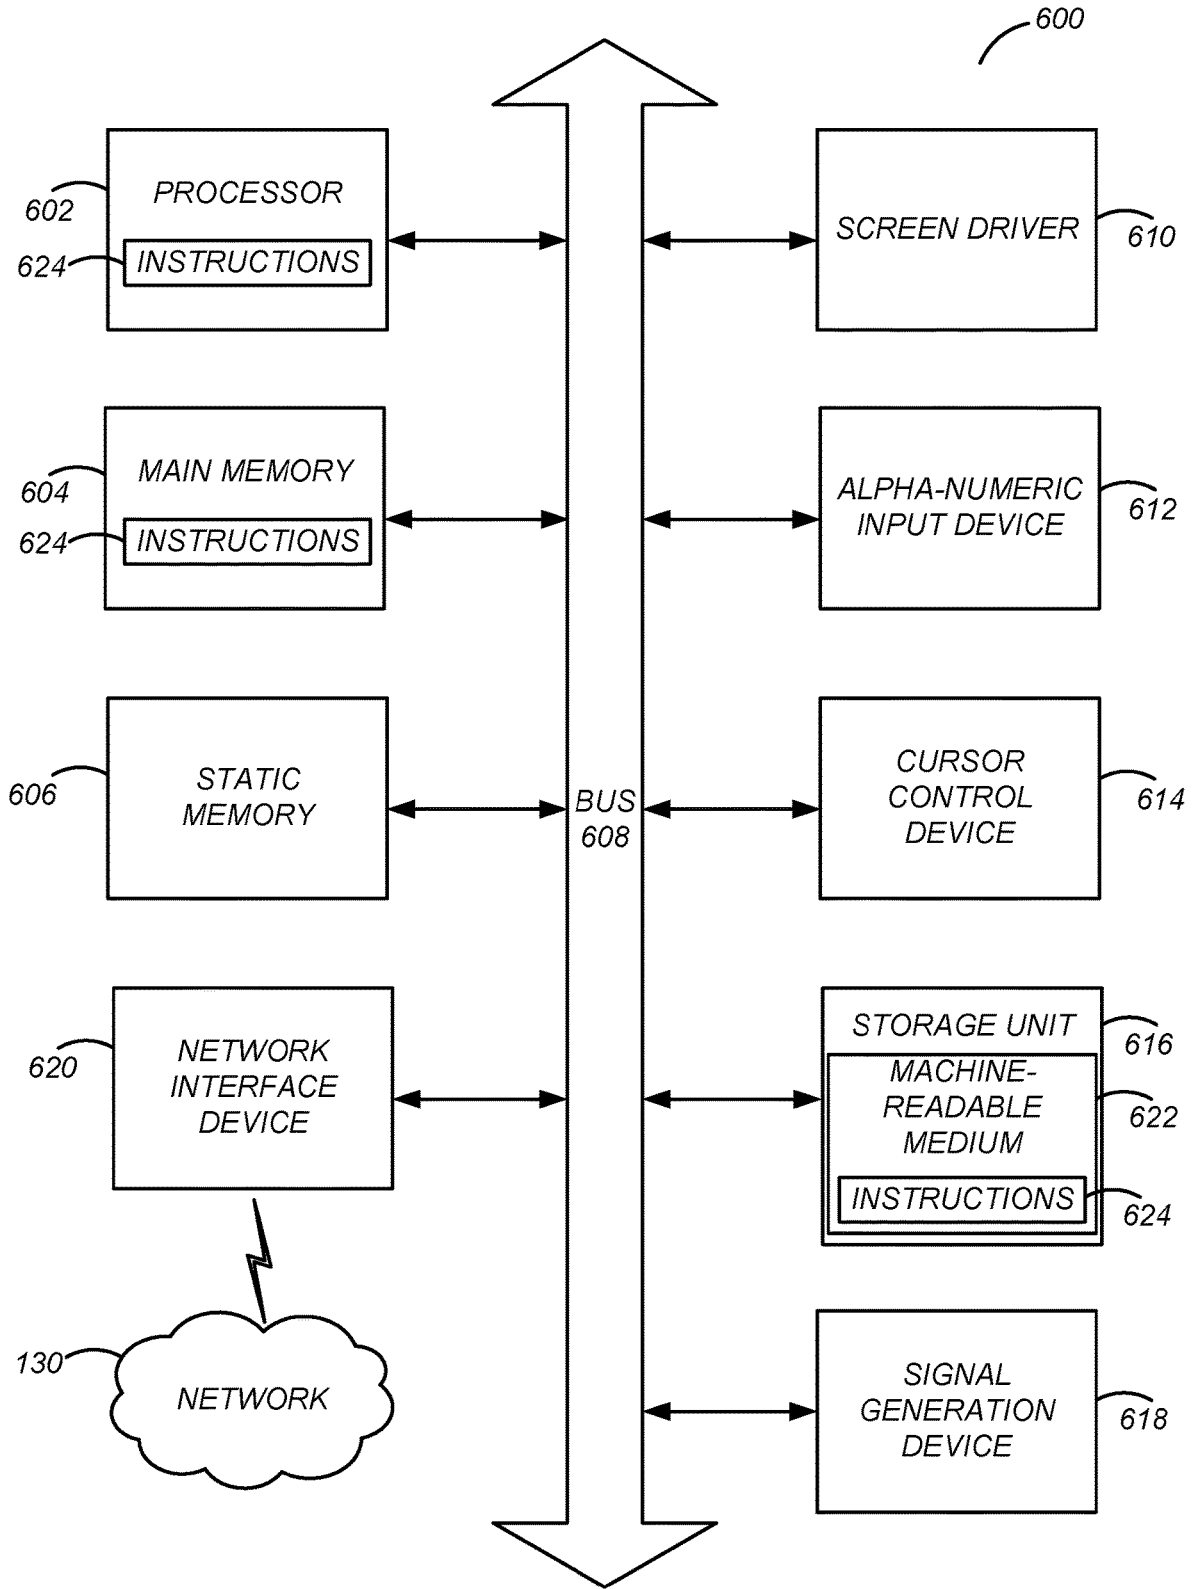 600
PROCESSOR
602
624
INSTRUCTIONS
SCREEN DRIVER
610
MAIN MEMORY
604
624
INSTRUCTIONS
ALPHA-NUMERIC
INPUT DEVICE
612
STATIC
MEMORY
606
BUS
608
CURSOR
CONTROL
DEVICE
614
NETWORK
INTERFACE
DEVICE
620
STORAGE UNIT
616
MACHINE-
READABLE
MEDIUM
622
INSTRUCTIONS
624
130
NETWORK
SIGNAL
GENERATION
DEVICE
618